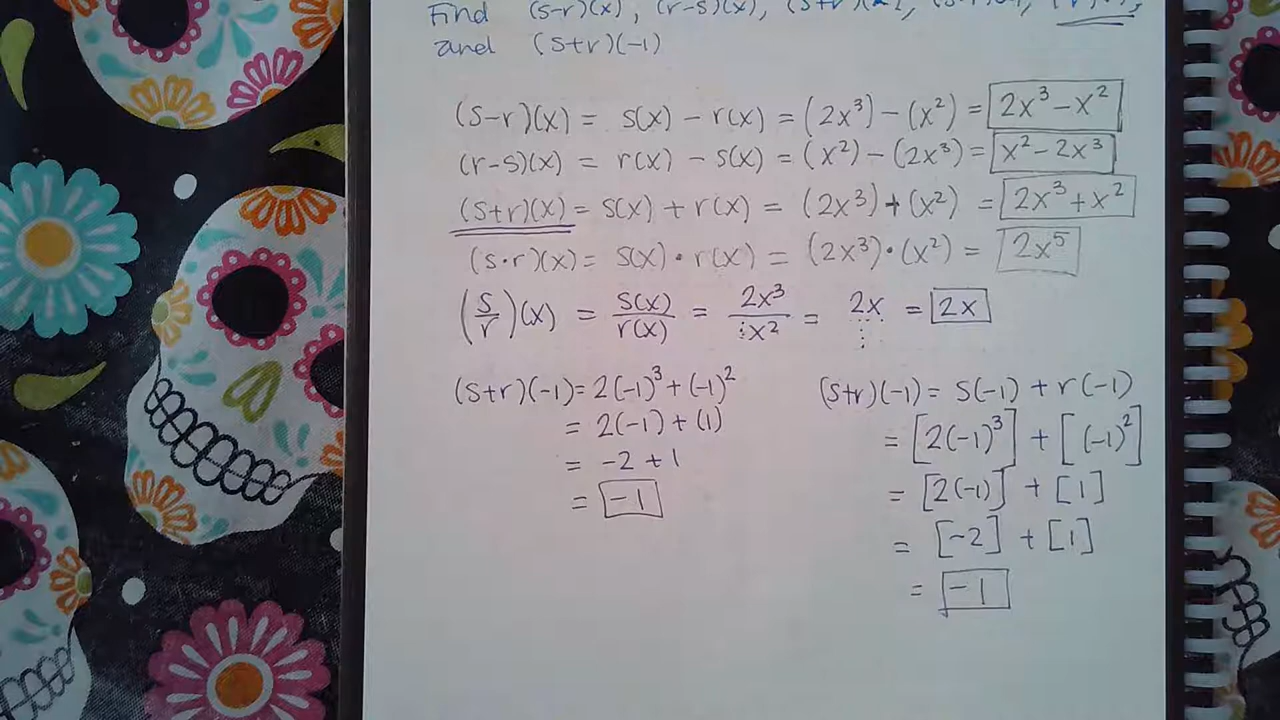 Find (s-r)(x), (r-s)(x),
and (s+r)(-1)
(s-r)(x) = s(x) - r(x) = (2x³) - (x²) = 2x³ - x²
(r-s)(x) = r(x) - s(x) = (x²) - (2x³) = x² - 2x³
(s+r)(x) = s(x) + r(x) = (2x³) + (x²) = 2x³ + x²
(s·r)(x) = s(x) · r(x) = (2x³)·(x²) = 2x⁵
(s/r)(x) = s(x)/r(x) = 2x³/x² = 2x = 2x
(s+r)(-1) = 2(-1)³ + (-1)²
= 2(-1) + (1)
= -2 + 1
= -1
(s+r)(-1) = s(-1) + r(-1)
= [2(-1)³] + [(-1)²]
= [2(-1)] + [1]
= [-2] + [1]
= -1